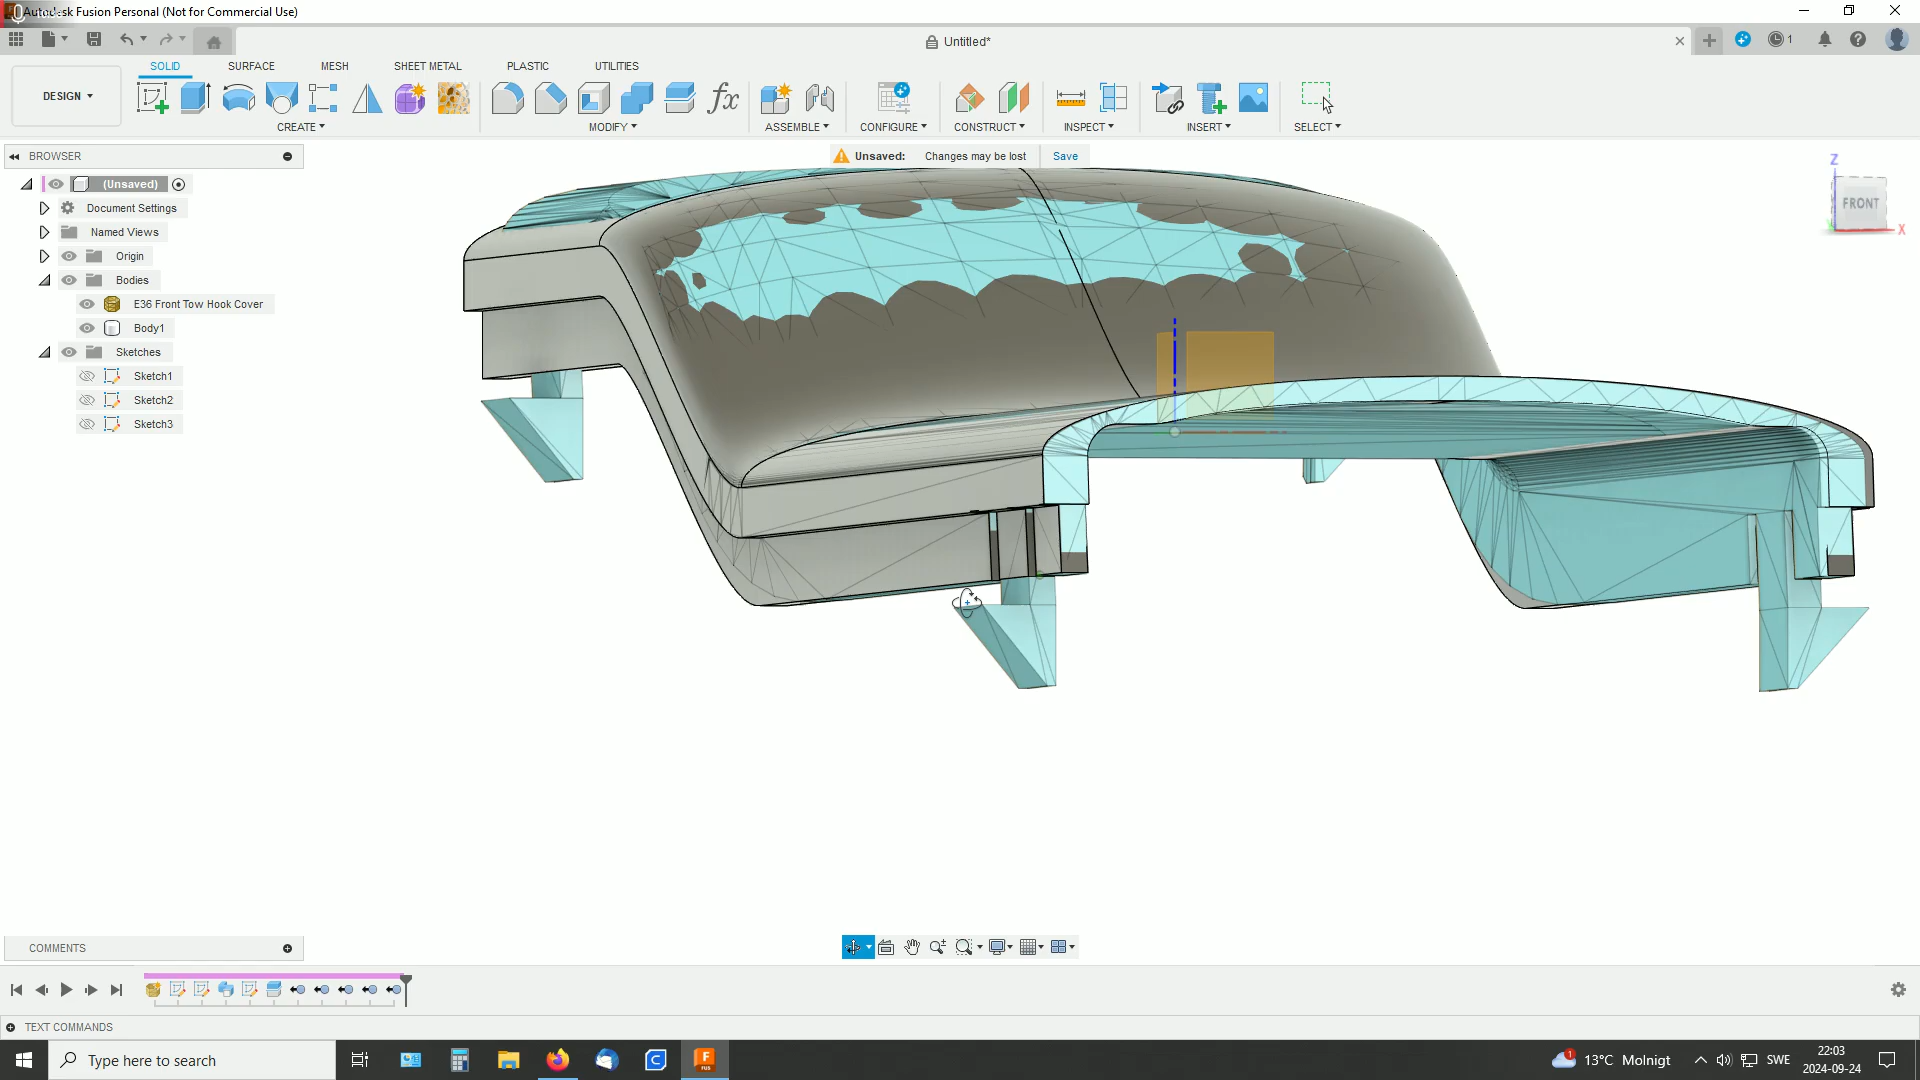 Autodesk Fusion Personal (Not for Commercial Use)
Untitled*
1
DESIGN
SOLID
SURFACE
MESH
SHEET METAL
PLASTIC
UTILITIES
CREATE
MODIFY
ASSEMBLE
CONFIGURE
CONSTRUCT
INSPECT
INSERT
SELECT
BROWSER
Unsaved: Changes may be lost Save
(Unsaved)
Document Settings
Named Views
Origin
Bodies
E36 Front Tow Hook Cover
Body1
Sketches
Sketch1
Sketch2
Sketch3
Z
FRONT
X
COMMENTS
TEXT COMMANDS
Type here to search
1
13°C Molnigt
SWE
22:03
2024-09-24